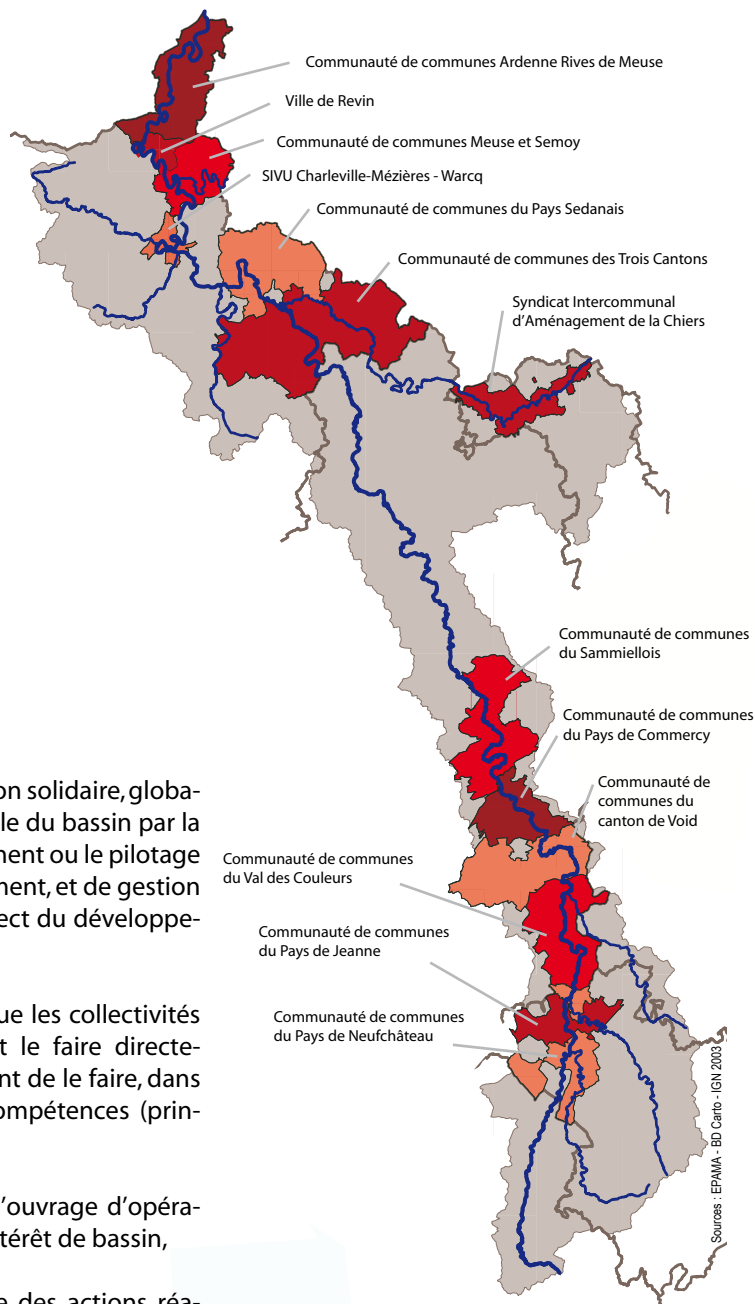 Communauté de communes Ardenne Rives de Meuse
Ville de Revin
Communauté de communes Meuse et Semoy
SIVU Charleville-Mézières - Warcq
Communauté de communes du Pays Sedanais
Communauté de communes des Trois Cantons
Syndicat Intercommunal
d'Aménagement de la Chiers
Communauté de communes
du Sammiellois
Communauté de communes
du Pays de Commercy
Communauté de
communes du
canton de Void
Communauté de communes
du Val des Couleurs
Communauté de communes
du Pays de Jeanne
Communauté de communes
du Pays de Neufchâteau
Sources : EPAMA - BD Carto - IGN 2003
on solidaire, globa-
le du bassin par la
ment ou le pilotage
ment, et de gestion
ect du développe-
ue les collectivités
t le faire directe-
nt de le faire, dans
ompétences (prin-
'ouvrage d'opéra-
térêt de bassin,
e des actions réa-